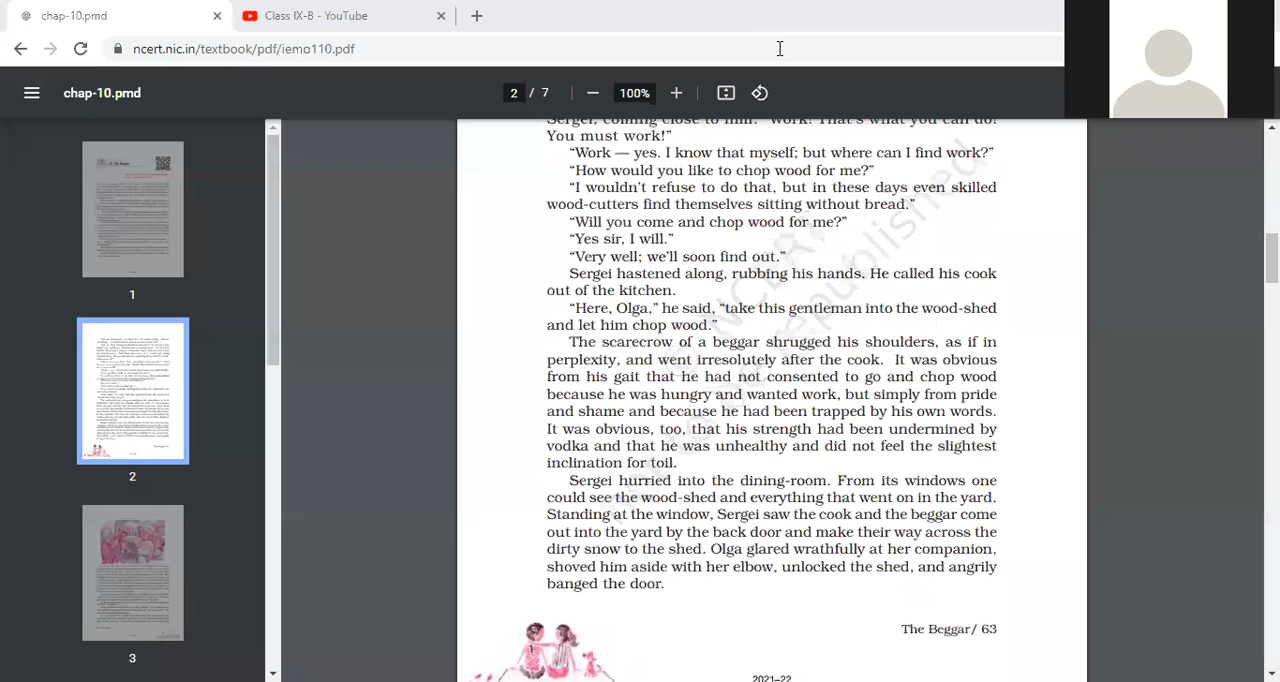 chap-10.pmd
Class IX-B - YouTube
ncert.nic.in/textbook/pdf/iemo110.pdf
chap-10.pmd
2 / 7
100%
1
2
3
Sergei, coming close to him. “Work! That’s what you can do!
You must work!”
“Work — yes. I know that myself; but where can I find work?”
“How would you like to chop wood for me?”
“I wouldn’t refuse to do that, but in these days even skilled
wood-cutters find themselves sitting without bread.”
“Will you come and chop wood for me?”
“Yes sir, I will.”
“Very well; we’ll soon find out.”
Sergei hastened along, rubbing his hands. He called his cook
out of the kitchen.
“Here, Olga,” he said, “take this gentleman into the wood-shed
and let him chop wood.”
The scarecrow of a beggar shrugged his shoulders, as if in
perplexity, and went irresolutely after the cook. It was obvious
from his gait that he had not consented to go and chop wood
because he was hungry and wanted work, but simply from pride
and shame, and because he had been trapped by his own words.
It was obvious, too, that his strength had been undermined by
vodka and that he was unhealthy and did not feel the slightest
inclination for toil.
Sergei hurried into the dining-room. From its windows one
could see the wood-shed and everything that went on in the yard.
Standing at the window, Sergei saw the cook and the beggar come
out into the yard by the back door and make their way across the
dirty snow to the shed. Olga glared wrathfully at her companion,
shoved him aside with her elbow, unlocked the shed, and angrily
banged the door.
The Beggar/ 63
2021–22